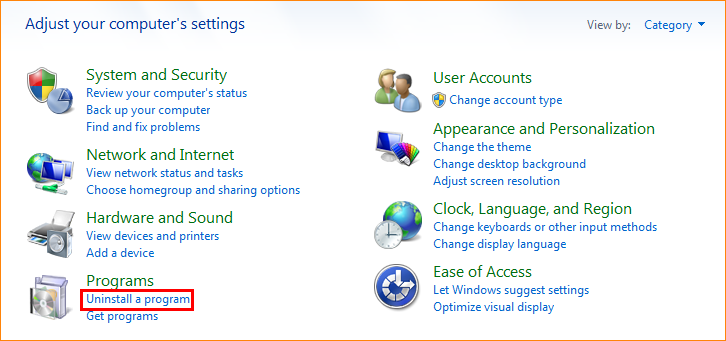 Adjust your computer's settings
View by: Category
System and Security
Review your computer's status
Back up your computer
Find and fix problems
Network and Internet
View network status and tasks
Choose homegroup and sharing options
Hardware and Sound
View devices and printers
Add a device
Programs
Uninstall a program
Get programs
User Accounts
Change account type
Appearance and Personalization
Change the theme
Change desktop background
Adjust screen resolution
Clock, Language, and Region
Change keyboards or other input methods
Change display language
Ease of Access
Let Windows suggest settings
Optimize visual display